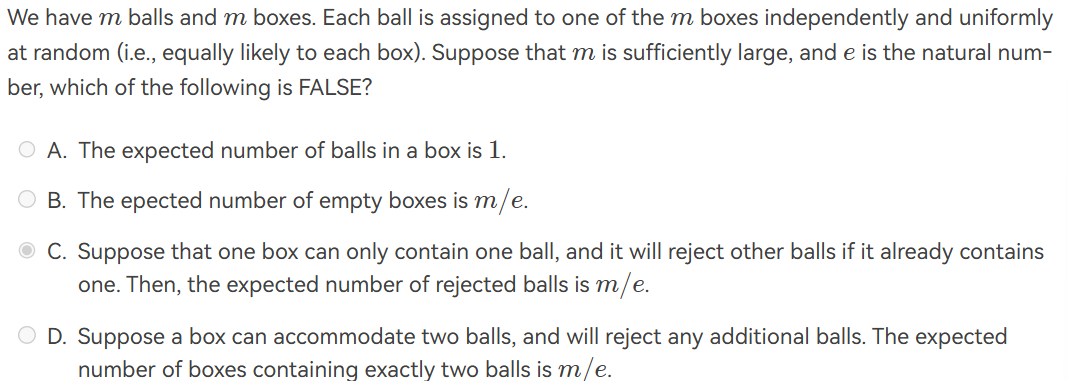 We have m balls and m boxes. Each ball is assigned to one of the m boxes independently and uniformly
at random (i.e., equally likely to each box). Suppose that m is sufficiently large, and e is the natural num-
ber, which of the following is FALSE?
A. The expected number of balls in a box is 1.
B. The epected number of empty boxes is m/e.
C. Suppose that one box can only contain one ball, and it will reject other balls if it already contains
one. Then, the expected number of rejected balls is m/e.
D. Suppose a box can accommodate two balls, and will reject any additional balls. The expected
number of boxes containing exactly two balls is m/e.